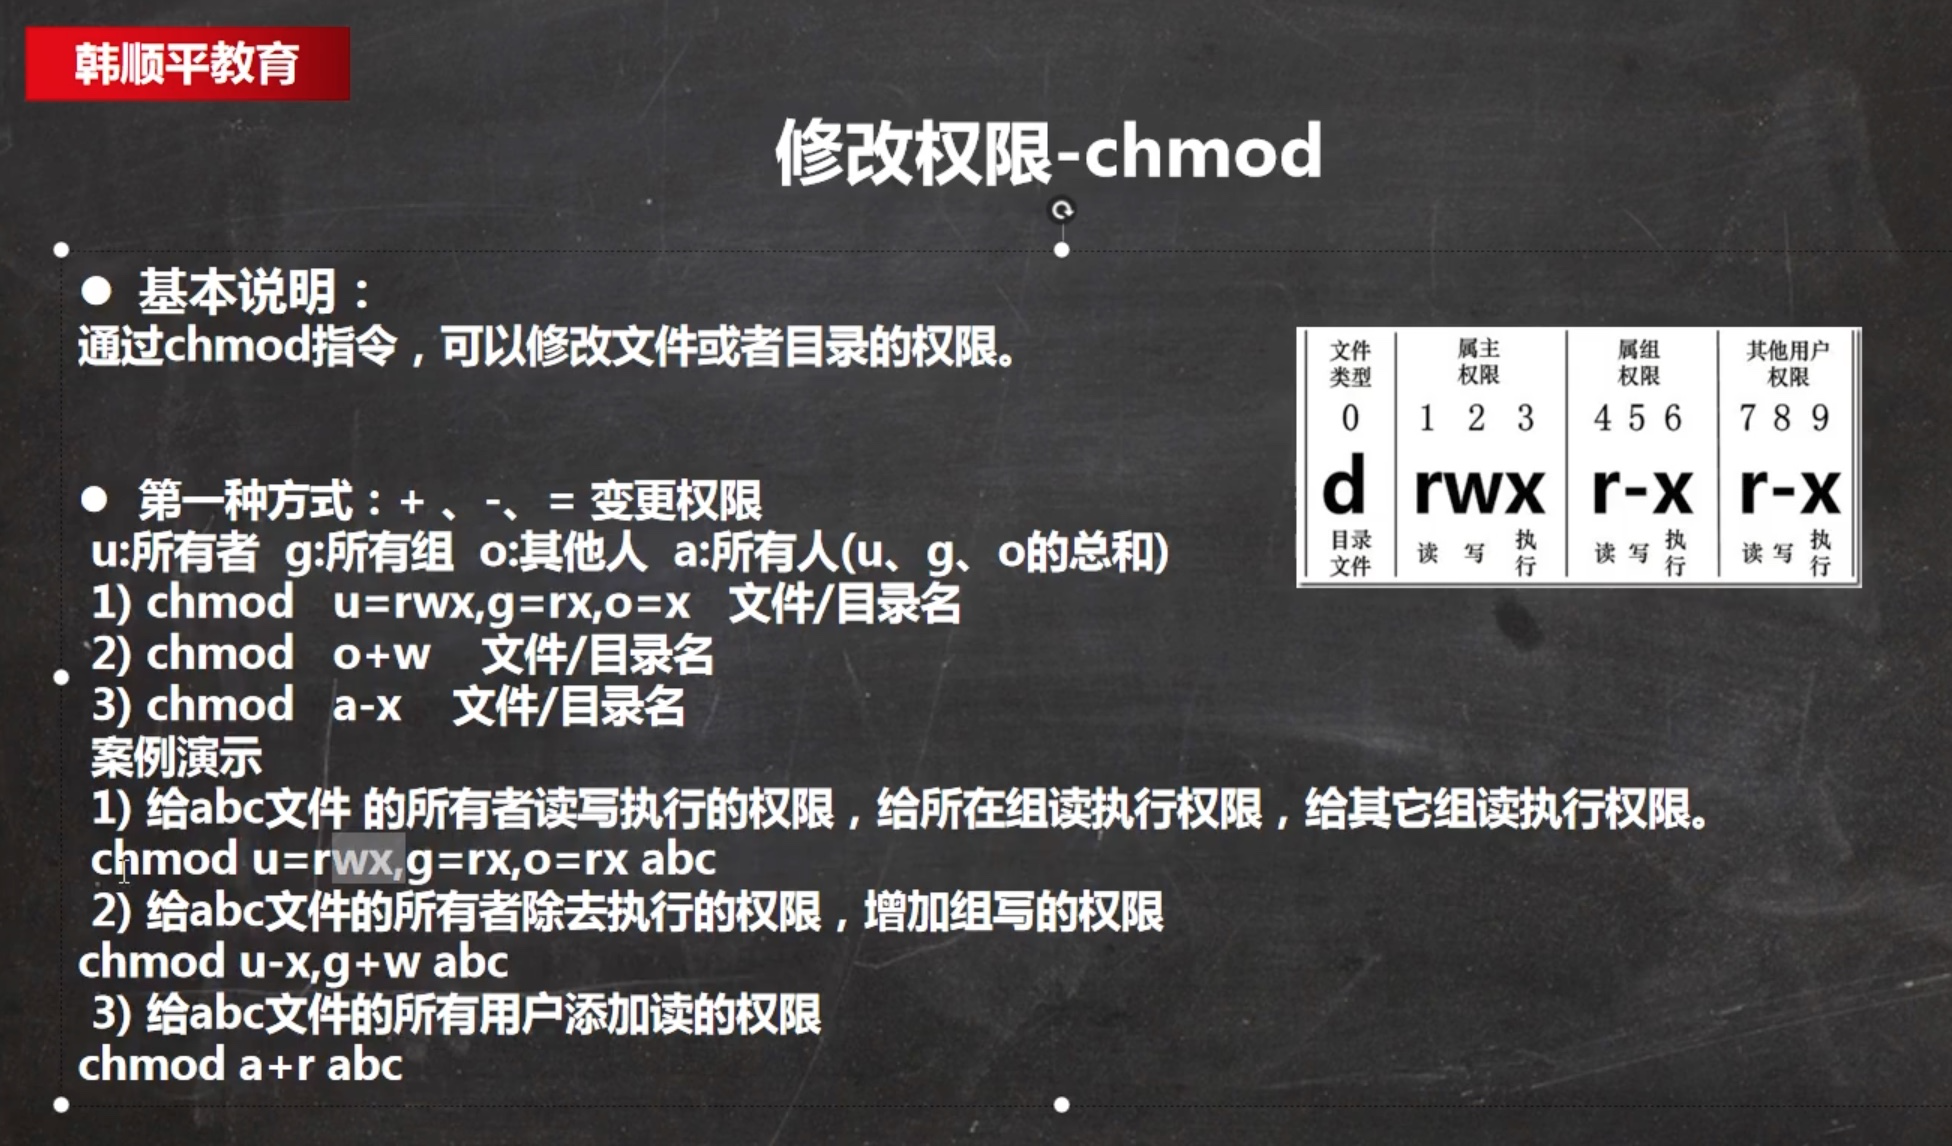 韩顺平教育
修改权限-chmod
● 基本说明：
通过chmod指令，可以修改文件或者目录的权限。
● 第一种方式：+ 、-、 = 变更权限
u:所有者 g:所有组 o:其他人 a:所有人(u、g、o的总和)
1) chmod u=rwx,g=rx,o=x 文件/目录名
2) chmod o+w 文件/目录名
3) chmod a-x 文件/目录名
案例演示
1) 给abc文件 的所有者读写执行的权限，给所在组读执行权限，给其它组读执行权限。
chmod u=rwx,g=rx,o=rx abc
2) 给abc文件的所有者除去执行的权限，增加组写的权限
chmod u-x,g+w abc
3) 给abc文件的所有用户添加读的权限
chmod a+r abc
文件 属主 属组 其他用户
类型 权限 权限 权限
0 1 2 3 4 5 6 7 8 9
d rwx r-x r-x
目录 读 写 执 读 写 执 读 写 执
文件 行 行 行